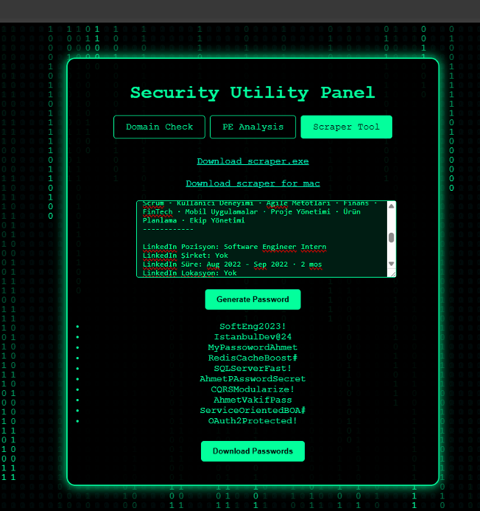 Security Utility Panel
Domain Check PE Analysis Scraper Tool
Download scraper.exe
Download scraper for mac
Scrum · Kullanıcı Deneyimi · Agile Metotları · Finans ·
FinTech · Mobil Uygulamalar · Proje Yönetimi · Ürün
Planlama · Ekip Yönetimi
------------
LinkedIn Pozisyon: Software Engineer Intern
LinkedIn Şirket: Yok
LinkedIn Süre: Aug 2022 - Sep 2022 · 2 mos
LinkedIn Lokasyon: Yok
Generate Password
• SoftEng2023!
• IstanbulDev@24
• MyPassowordAhmet
• RedisCacheBoost#
• SQLServerFast!
• AhmetPAsswordSecret
• CQRSModularize!
• AhmetVakifPass
• ServiceOrientedBOA#
• OAuth2Protected!
Download Passwords